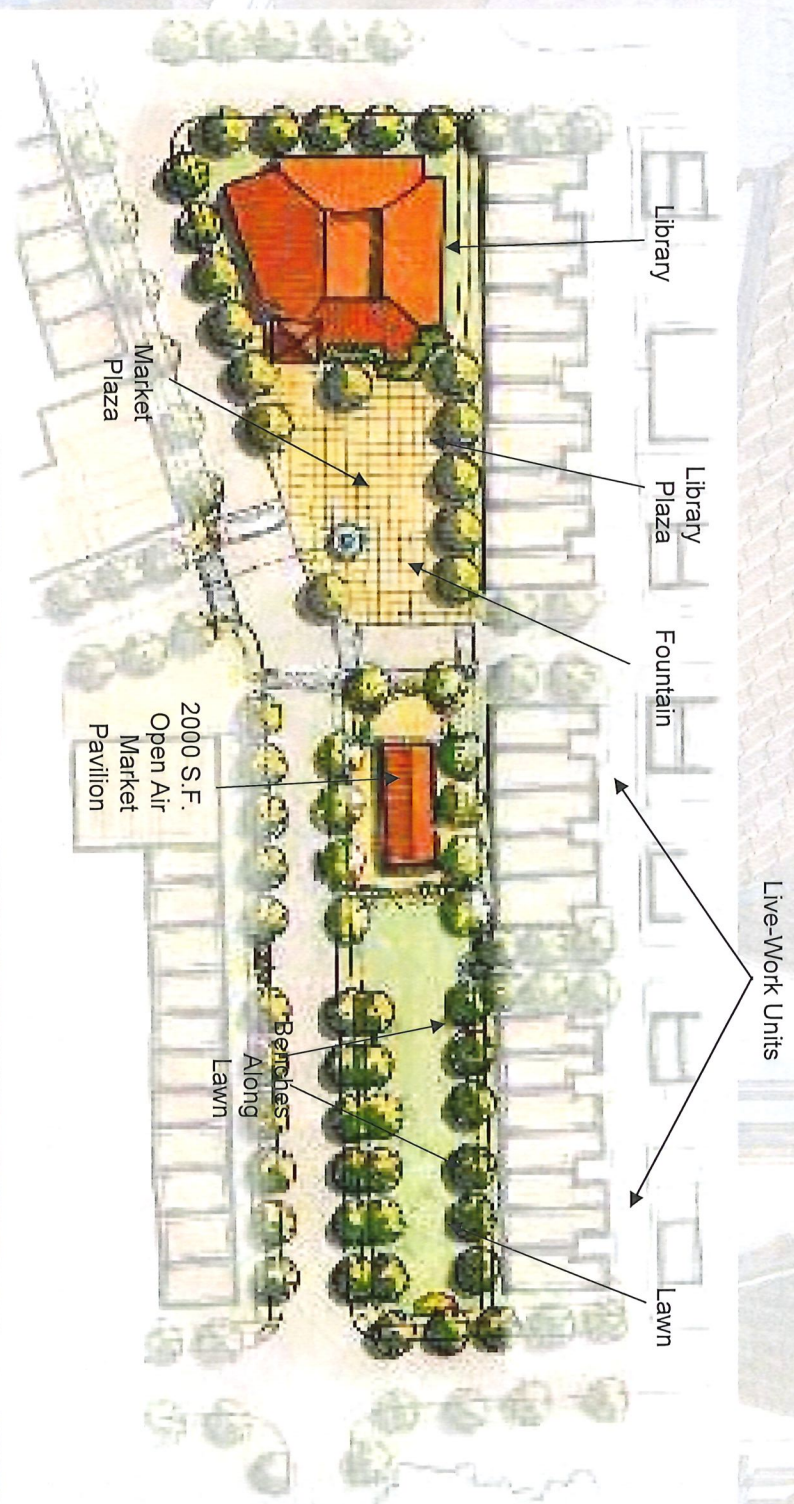 Live-Work Units
Library
Library
Plaza
Fountain
Lawn
Market
Plaza
2000 S.F.
Open Air
Market
Pavilion
Benches
Along
Lawn